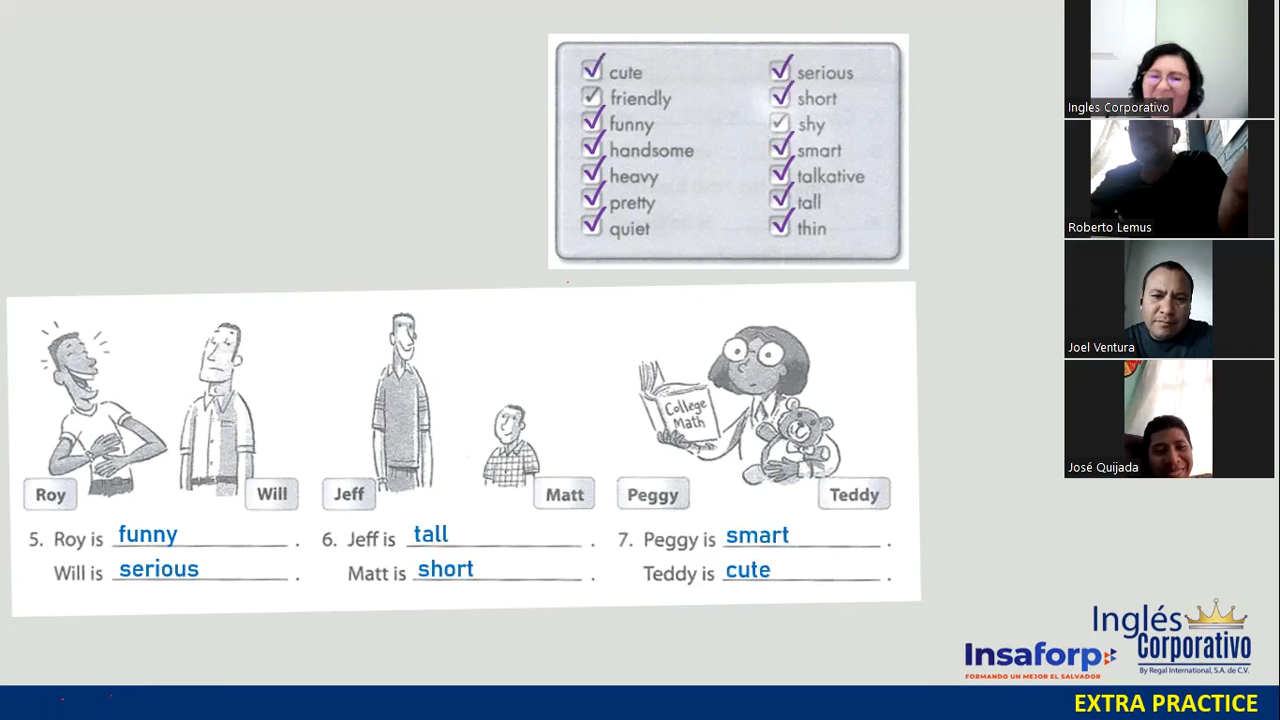 cute
friendly
funny
handsome
heavy
pretty
quiet
serious
short
shy
smart
talkative
tall
thin
Ingles Corporativo
Roberto Lemus
Joel Ventura
José Quijada
College
Math
Roy
Will
Jeff
Matt
Peggy
Teddy
5. Roy is funny.
Will is serious.
6. Jeff is tall.
Matt is short.
7. Peggy is smart.
Teddy is cute.
Insaforp
FORMANDO UN MEJOR EL SALVADOR
Inglés
Corporativo
By Regal International, S.A. de C.V.
EXTRA PRACTICE